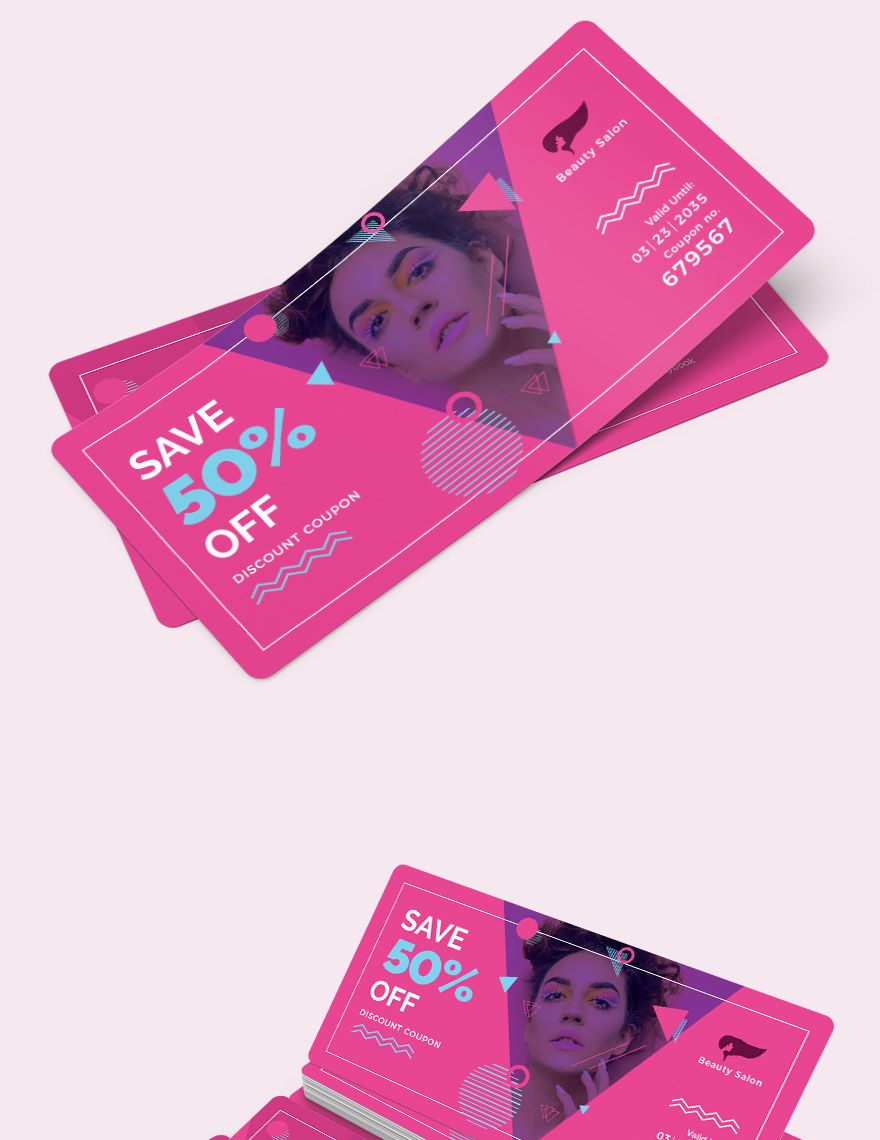 Beauty Salon
Valid Until:
03 | 23 | 2035
Coupon no.
679567
SAVE
50%
OFF
DISCOUNT COUPON
SAVE
50%
OFF
DISCOUNT COUPON
Beauty Salon